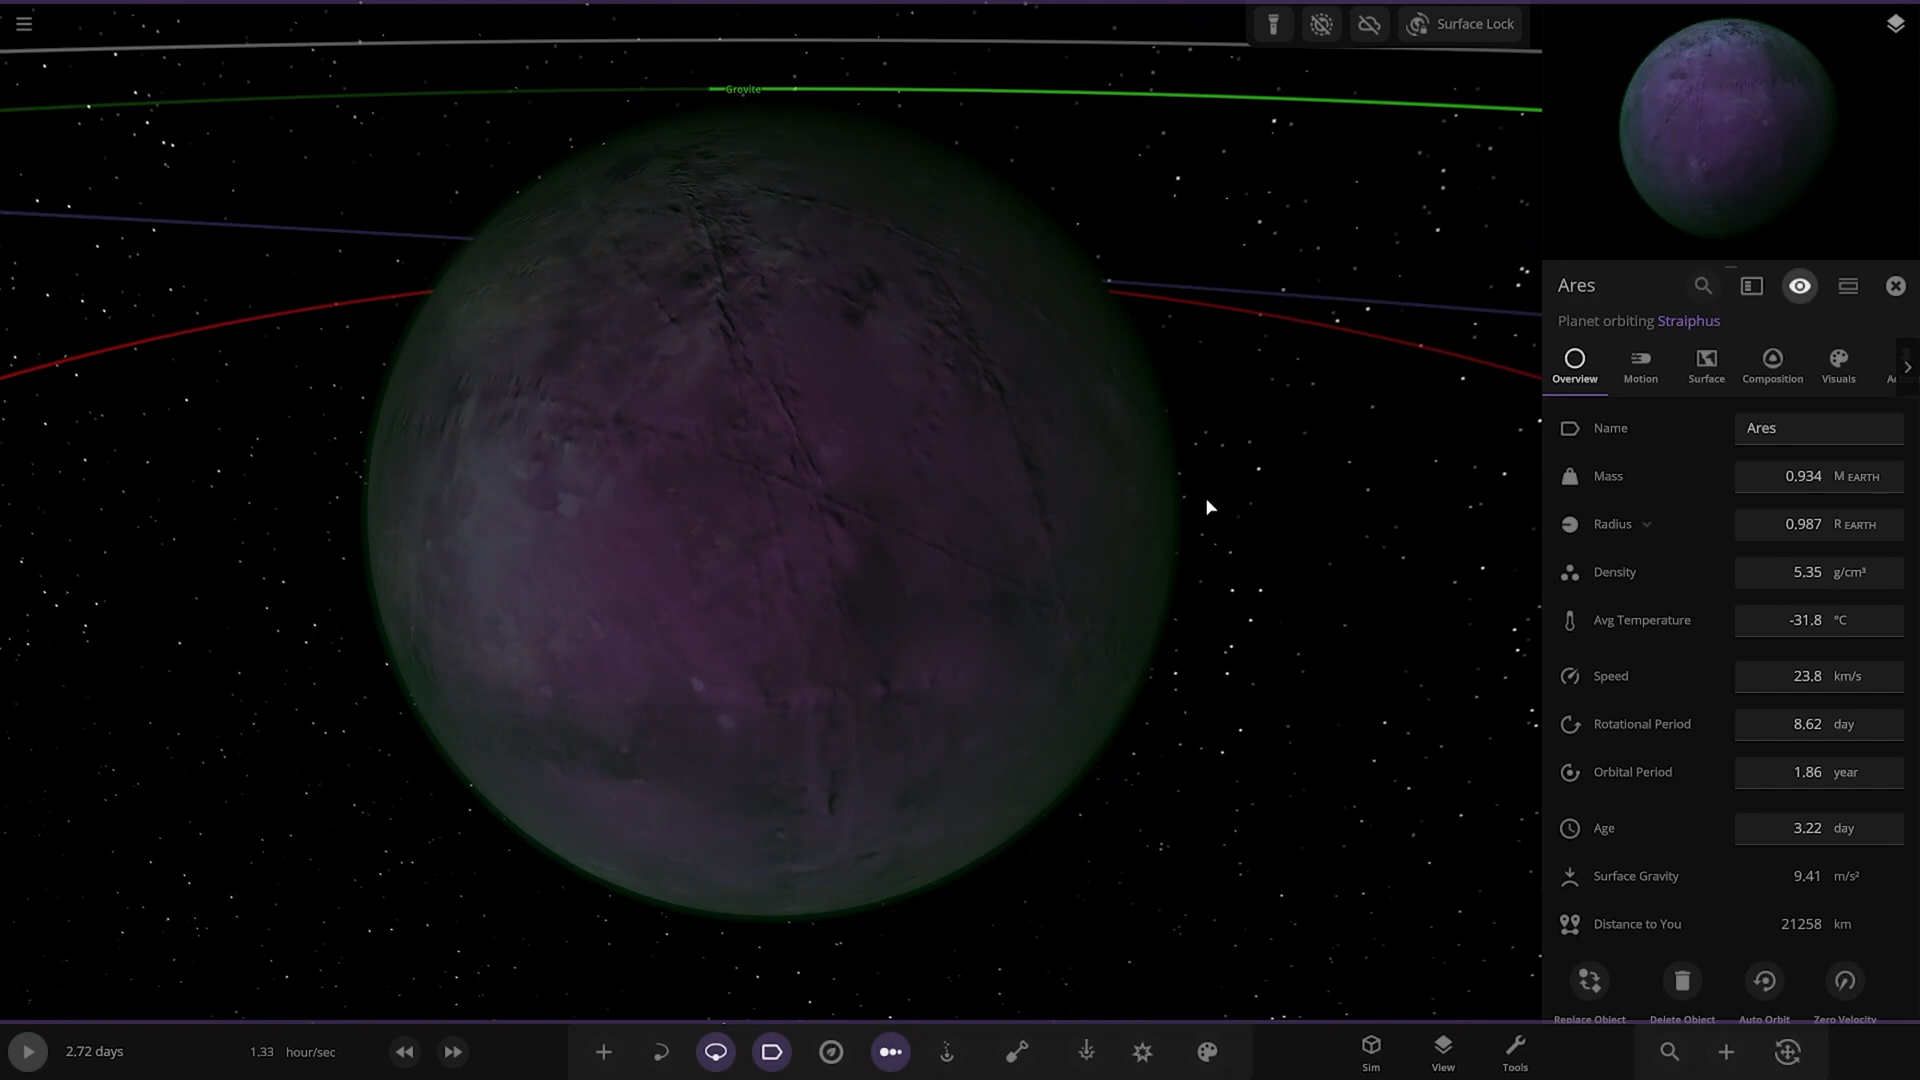 Surface Lock
Grovite
Ares
Planet orbiting Straiphus
Overview Motion Surface Composition Visuals
Name Ares
Mass 0.934 M EARTH
Radius 0.987 R EARTH
Density 5.35 g/cm³
Avg Temperature -31.8 °C
Speed 23.8 km/s
Rotational Period 8.62 day
Orbital Period 1.86 year
Age 3.22 day
Surface Gravity 9.41 m/s²
Distance to You 21258 km
Replace Object Delete Object Auto Orbit Zero Velocity
2.72 days 1.33 hour/sec
Sim View Tools